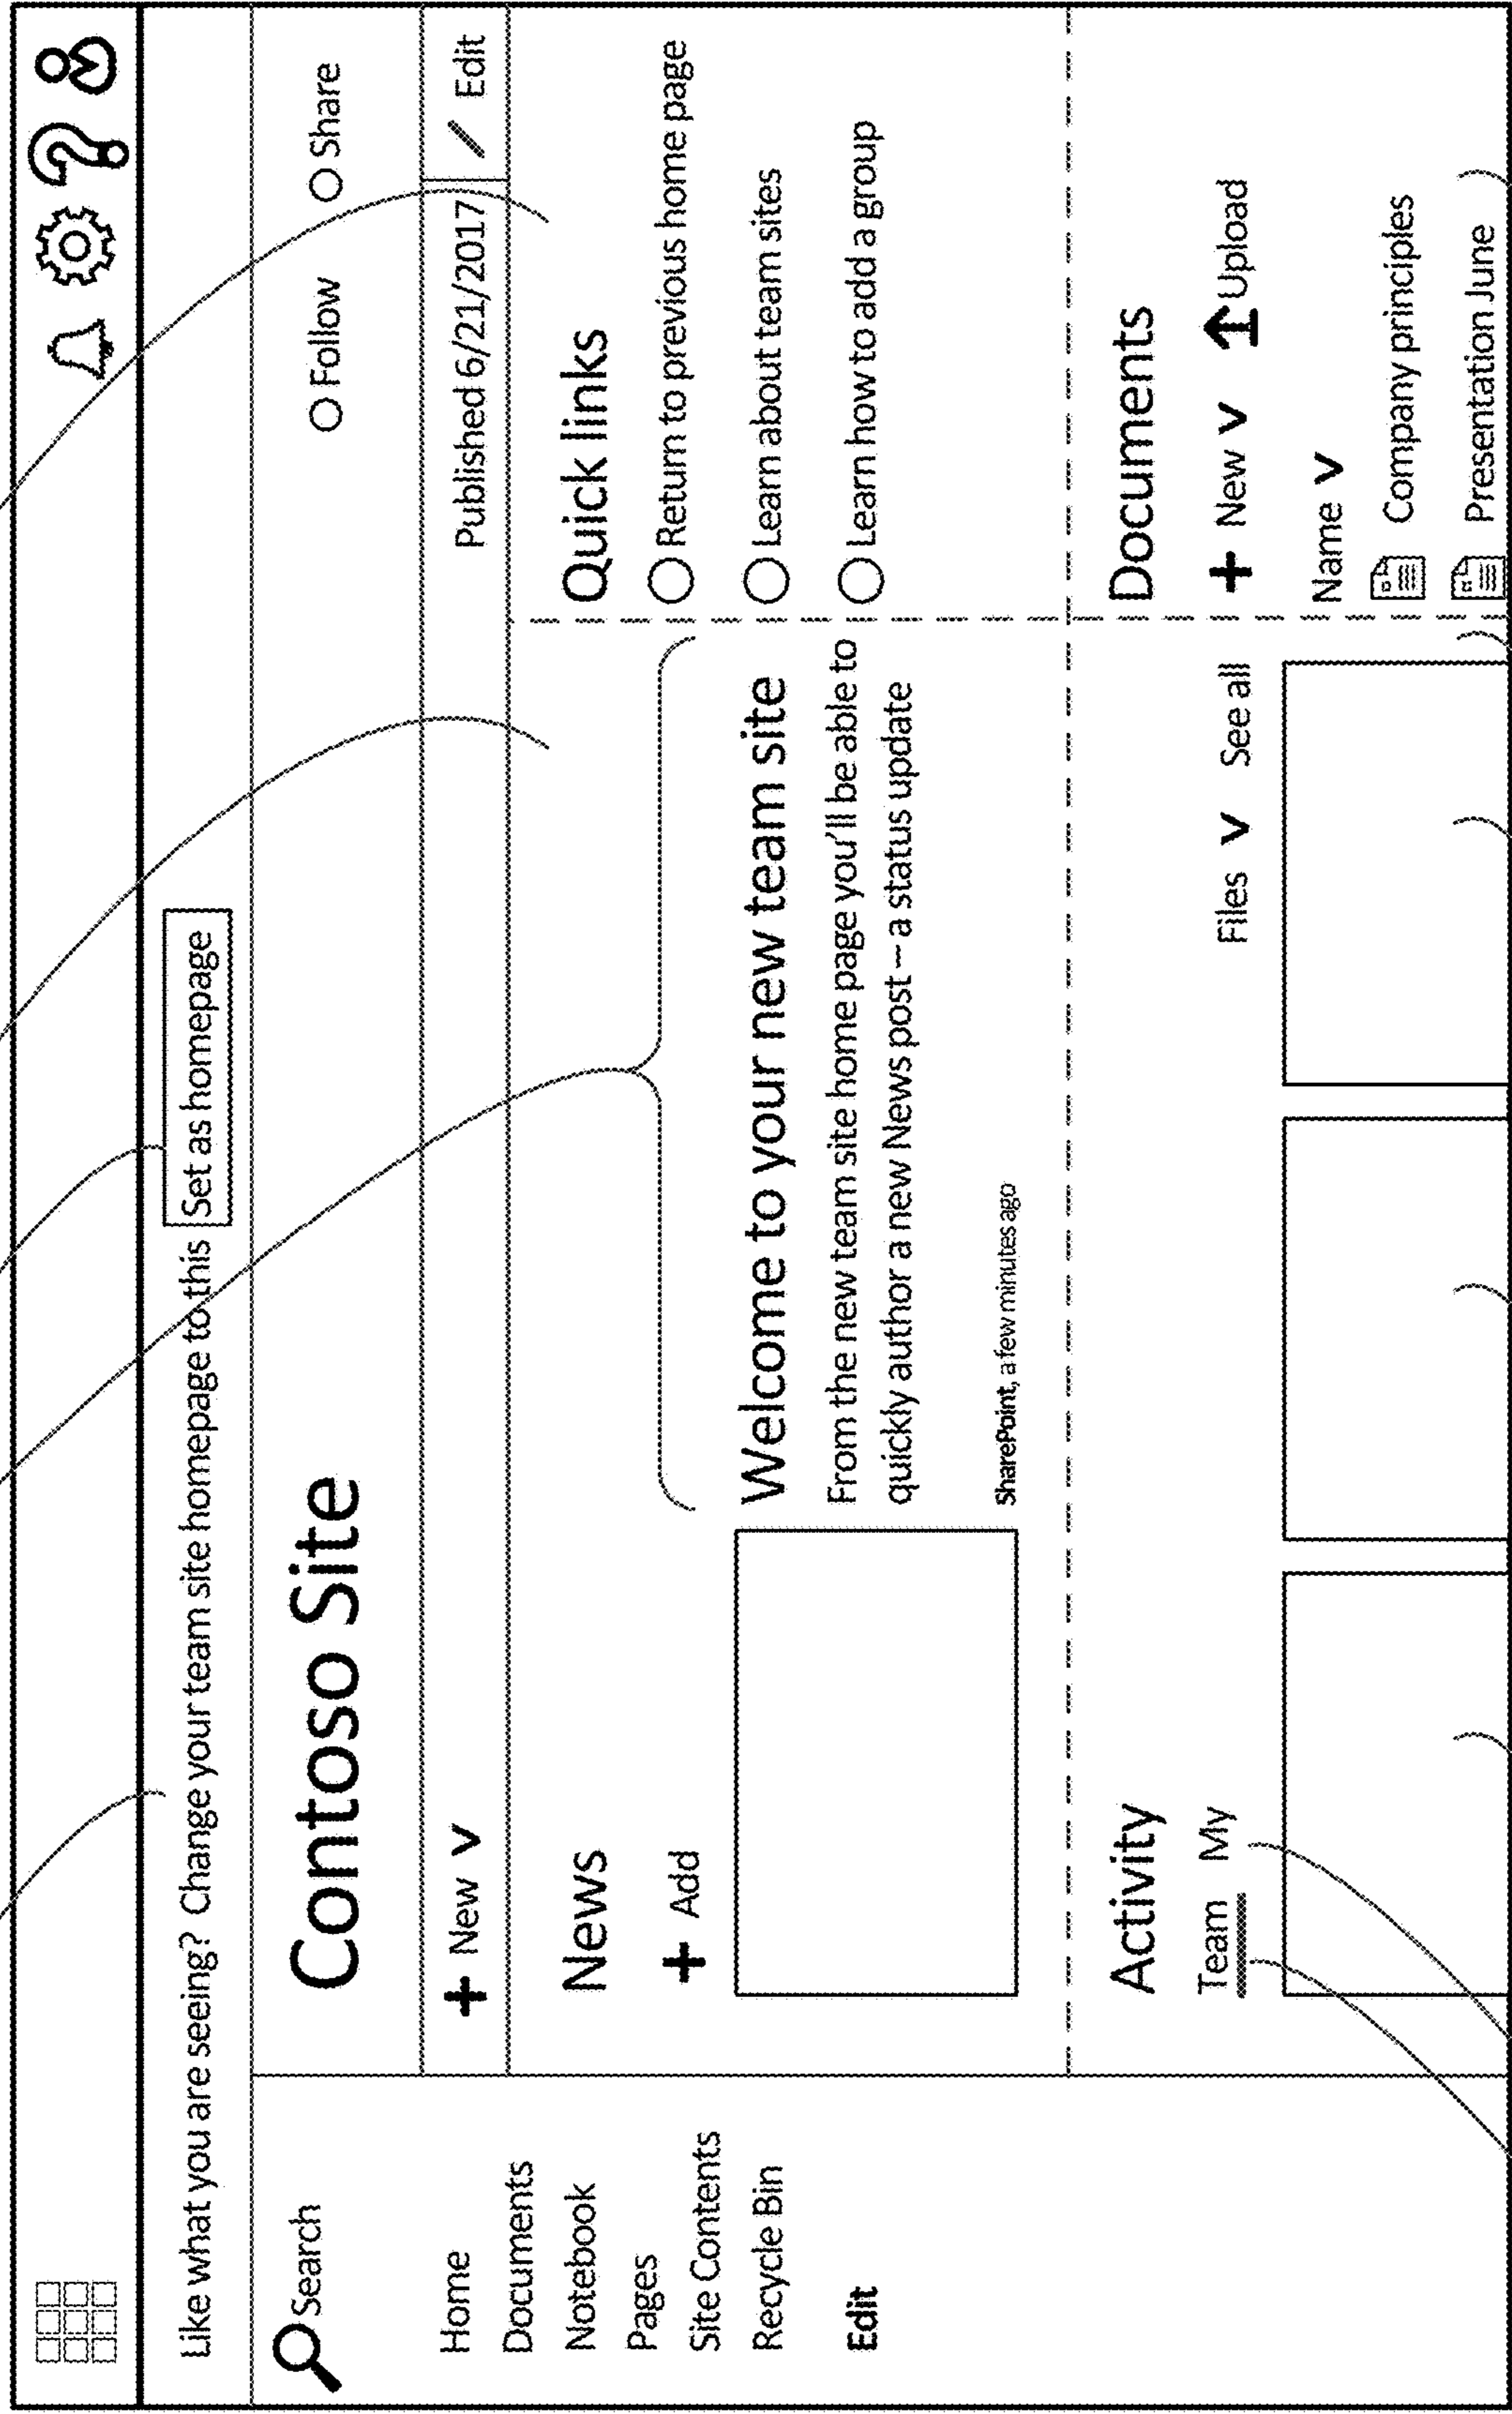 Like what you are seeing? Change your team site homepage to this Set as homepage
Search
Home
Documents
Notebook
Pages
Site Contents
Recycle Bin
Edit
Contoso Site
Follow
Share
+ New v
Published 6/21/2017
/ Edit
News
+ Add
Welcome to your new team site
From the new team site home page you'll be able to
quickly author a new News post – a status update
SharePoint, a few minutes ago
Quick links
Return to previous home page
Learn about team sites
Learn how to add a group
Activity
Team My
Files v See all
Documents
+ New v Upload
Name v
Company principles
Presentation June